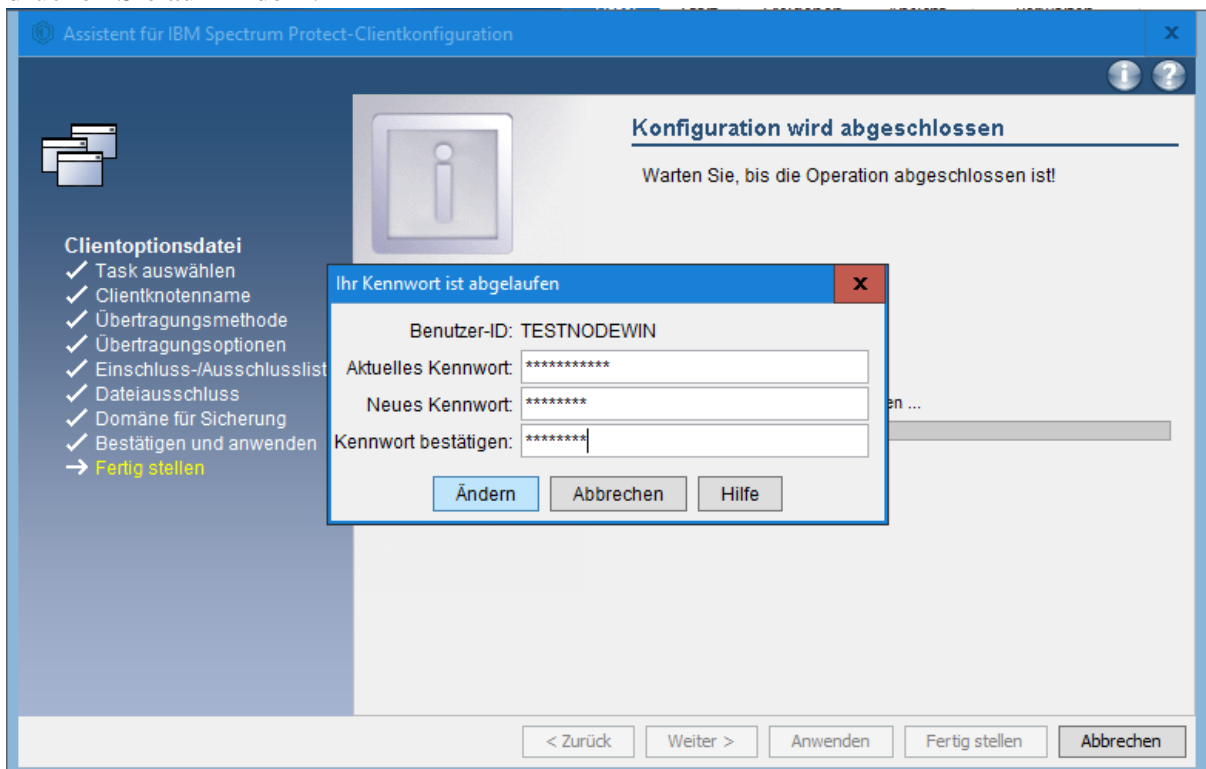 Assistent für IBM Spectrum Protect-Clientkonfiguration
x
i ?
Konfiguration wird abgeschlossen
Warten Sie, bis die Operation abgeschlossen ist!
Clientoptionsdatei
Task auswählen
Clientknotenname
Übertragungsmethode
Übertragungsoptionen
Einschluss-/Ausschlusslist
Dateiausschluss
Domäne für Sicherung
Bestätigen und anwenden
Fertig stellen
Ihr Kennwort ist abgelaufen
x
Benutzer-ID: TESTNODEWIN
Aktuelles Kennwort: ***********
Neues Kennwort: ********
Kennwort bestätigen: ********
Ändern Abbrechen Hilfe
en ...
< Zurück Weiter > Anwenden Fertig stellen Abbrechen